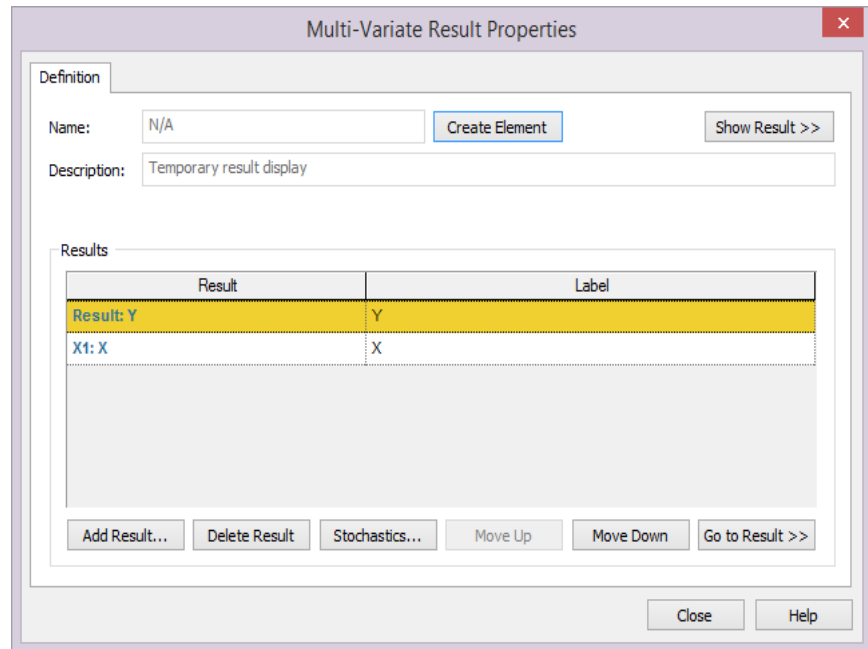 Multi-Variate Result Properties
Definition
Name: N/A Create Element Show Result >>
Description: Temporary result display
Results
Result Label
Result: Y Y
X1: X X
Add Result... Delete Result Stochastics... Move Up Move Down Go to Result >>
Close Help